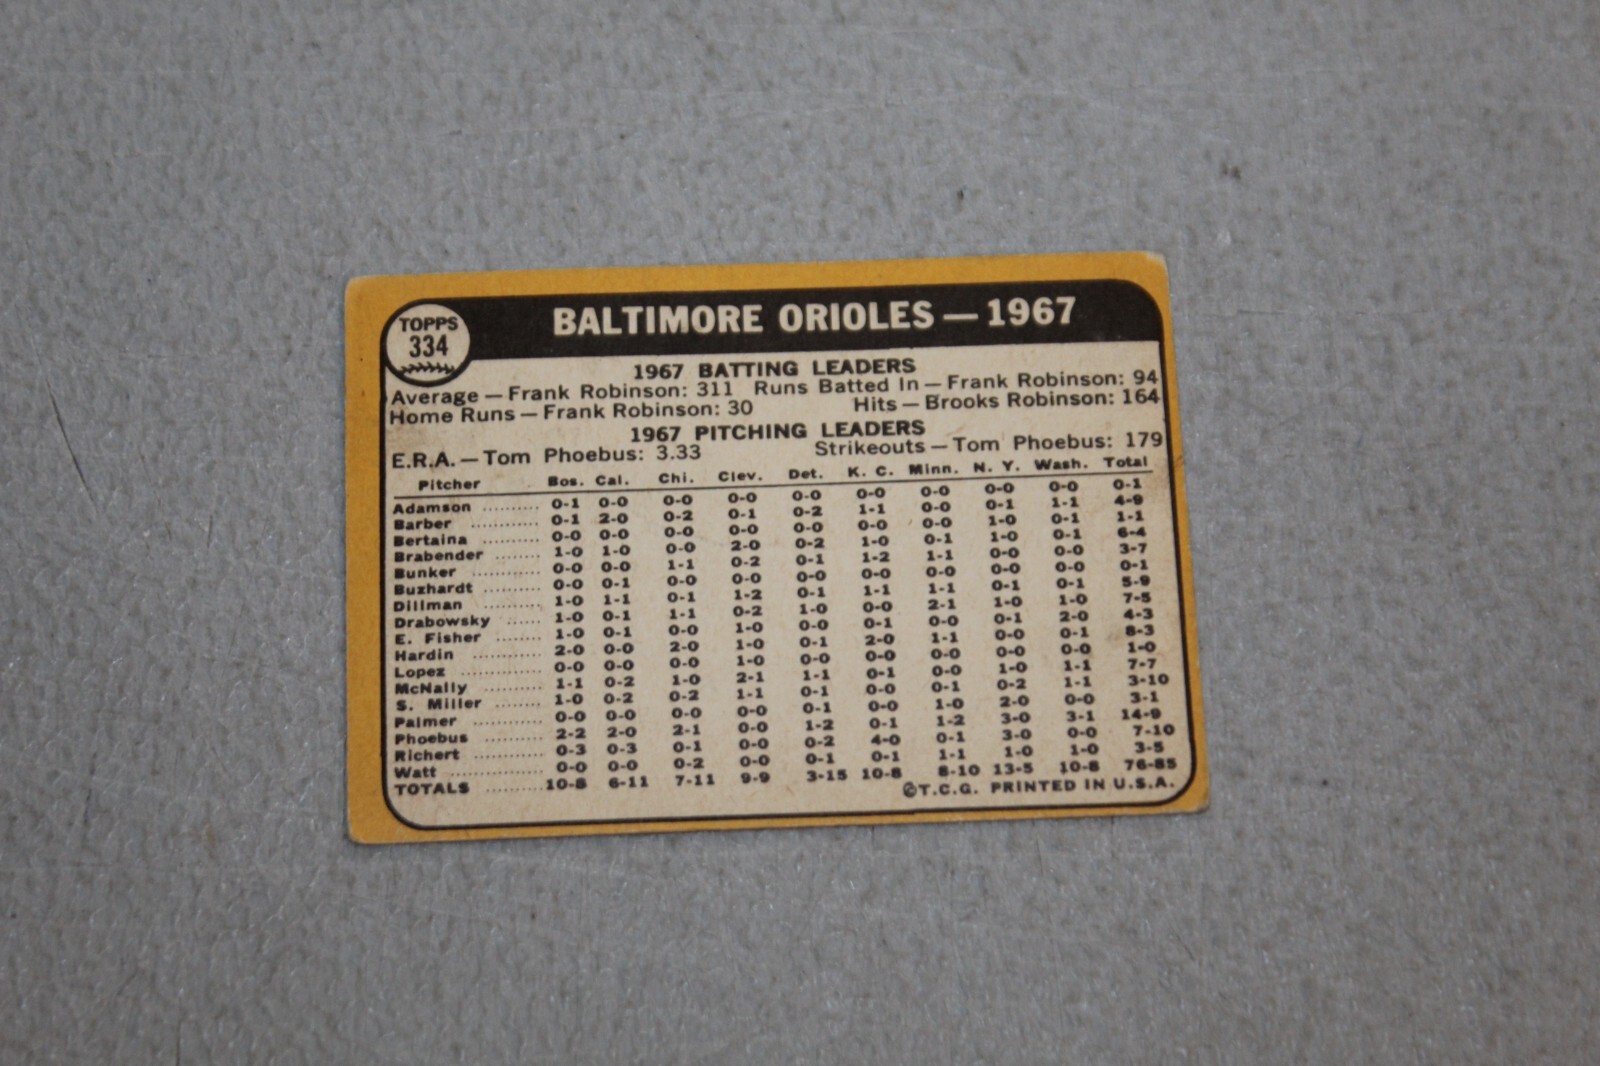 TOPPS
334
BALTIMORE ORIOLES — 1967
1967 BATTING LEADERS
Average — Frank Robinson: 311 Runs Batted In — Frank Robinson: 94
Home Runs — Frank Robinson: 30 Hits — Brooks Robinson: 164
1967 PITCHING LEADERS
E.R.A. — Tom Phoebus: 3.33 Strikeouts — Tom Phoebus: 179
Pitcher Bos. Cal. Chi. Clev. Det. K. C. Minn. N. Y. Wash. Total
Adamson .......... 0-1 0-0 0-0 0-0 0-0 0-0 0-0 0-0 0-0 0-1
Barber .......... 0-1 2-0 0-2 0-1 0-2 1-1 0-0 0-1 1-1 4-9
Bertaina .......... 0-0 0-0 0-0 0-0 0-0 0-0 0-0 1-0 0-1 1-1
Brabender ........ 1-0 1-0 0-0 2-0 0-2 1-0 0-1 1-0 0-1 6-4
Bunker ............ 0-0 0-0 1-1 0-2 0-1 1-2 1-1 0-0 0-0 3-7
Buzhardt .......... 0-0 0-1 0-0 0-0 0-0 0-0 0-0 0-0 0-0 0-1
Dillman .......... 1-0 1-1 0-1 1-2 0-1 1-1 1-1 0-1 0-1 5-9
Drabowsky ...... 1-0 0-1 1-1 0-2 1-0 0-0 2-1 1-0 1-0 7-5
E. Fisher ........ 1-0 0-1 0-0 1-0 0-0 0-1 0-0 0-1 2-0 4-3
Hardin ............ 2-0 0-0 2-0 1-0 0-1 2-0 1-1 0-0 0-1 8-3
Lopez .............. 0-0 0-0 0-0 1-0 0-0 0-0 0-0 0-0 0-0 1-0
McNally .......... 1-1 0-2 1-0 2-1 1-1 0-1 0-0 1-0 1-1 7-7
S. Miller ........ 1-0 0-2 0-2 1-1 0-1 0-0 0-1 0-2 1-1 3-10
Palmer ............ 0-0 0-0 0-0 0-0 0-1 0-0 1-0 2-0 0-0 3-1
Phoebus .......... 2-2 2-0 2-1 0-0 1-2 0-1 1-2 3-0 3-1 14-9
Richert ............ 0-3 0-3 0-1 0-0 0-2 4-0 0-1 3-0 0-0 7-10
Watt ................ 0-0 0-0 0-2 0-0 0-1 0-1 1-1 1-0 1-0 3-5
TOTALS .......... 10-8 6-11 7-11 9-9 3-15 10-8 8-10 13-5 10-8 76-85
©T.C.G. PRINTED IN U.S.A.